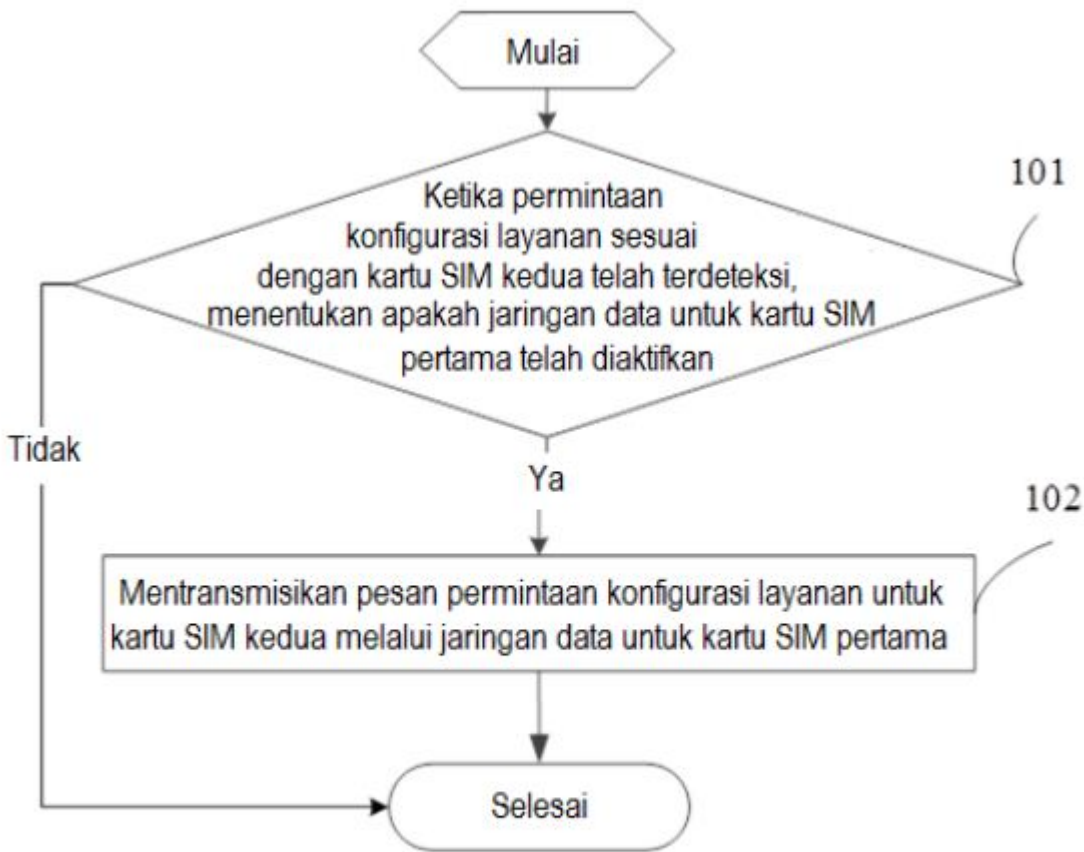 Mulai
101
Ketika permintaan
konfigurasi layanan sesuai
dengan kartu SIM kedua telah terdeteksi,
menentukan apakah jaringan data untuk kartu SIM
pertama telah diaktifkan
Tidak
Ya
102
Mentransmisikan pesan permintaan konfigurasi layanan untuk
kartu SIM kedua melalui jaringan data untuk kartu SIM pertama
Selesai